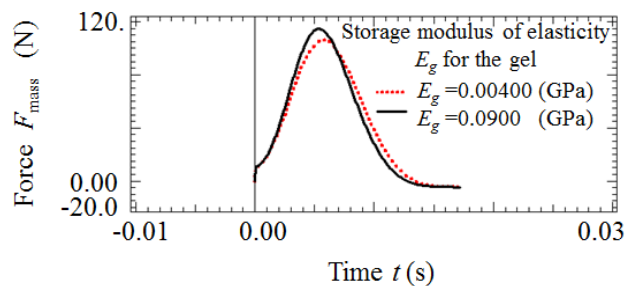 120.
Storage modulus of elasticity
E_g for the gel
E_g =0.00400 (GPa)
E_g =0.0900 (GPa)
Force F_mass (N)
0.00
-20.0
-0.01
0.00
0.03
Time t (s)